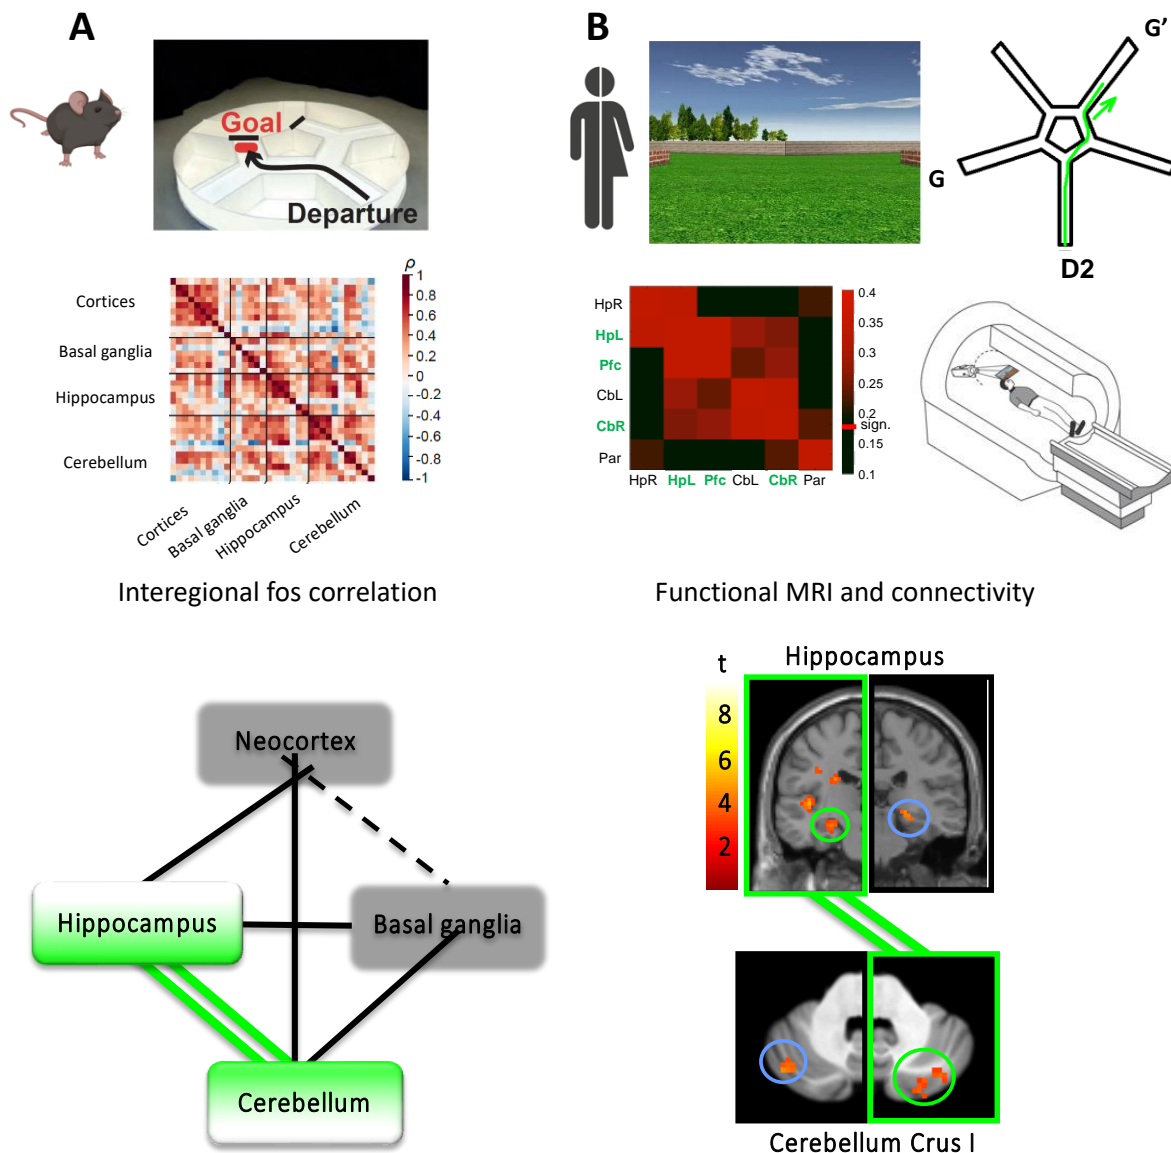 A
Goal
Departure
ρ
1
0.8
0.6
0.4
0.2
0
-0.2
-0.4
-0.6
-0.8
-1
Cortices
Basal ganglia
Hippocampus
Cerebellum
Cortices
Basal ganglia
Hippocampus
Cerebellum
Interegional fos correlation
Neocortex
Hippocampus
Basal ganglia
Cerebellum
B
G'
G
D2
HpR
HpL
Pfc
CbL
CbR
Par
HpR HpL Pfc CbL CbR Par
0.4
0.35
0.3
0.25
0.2
sign.
0.15
0.1
Functional MRI and connectivity
t
8
6
4
2
Hippocampus
Cerebellum Crus I